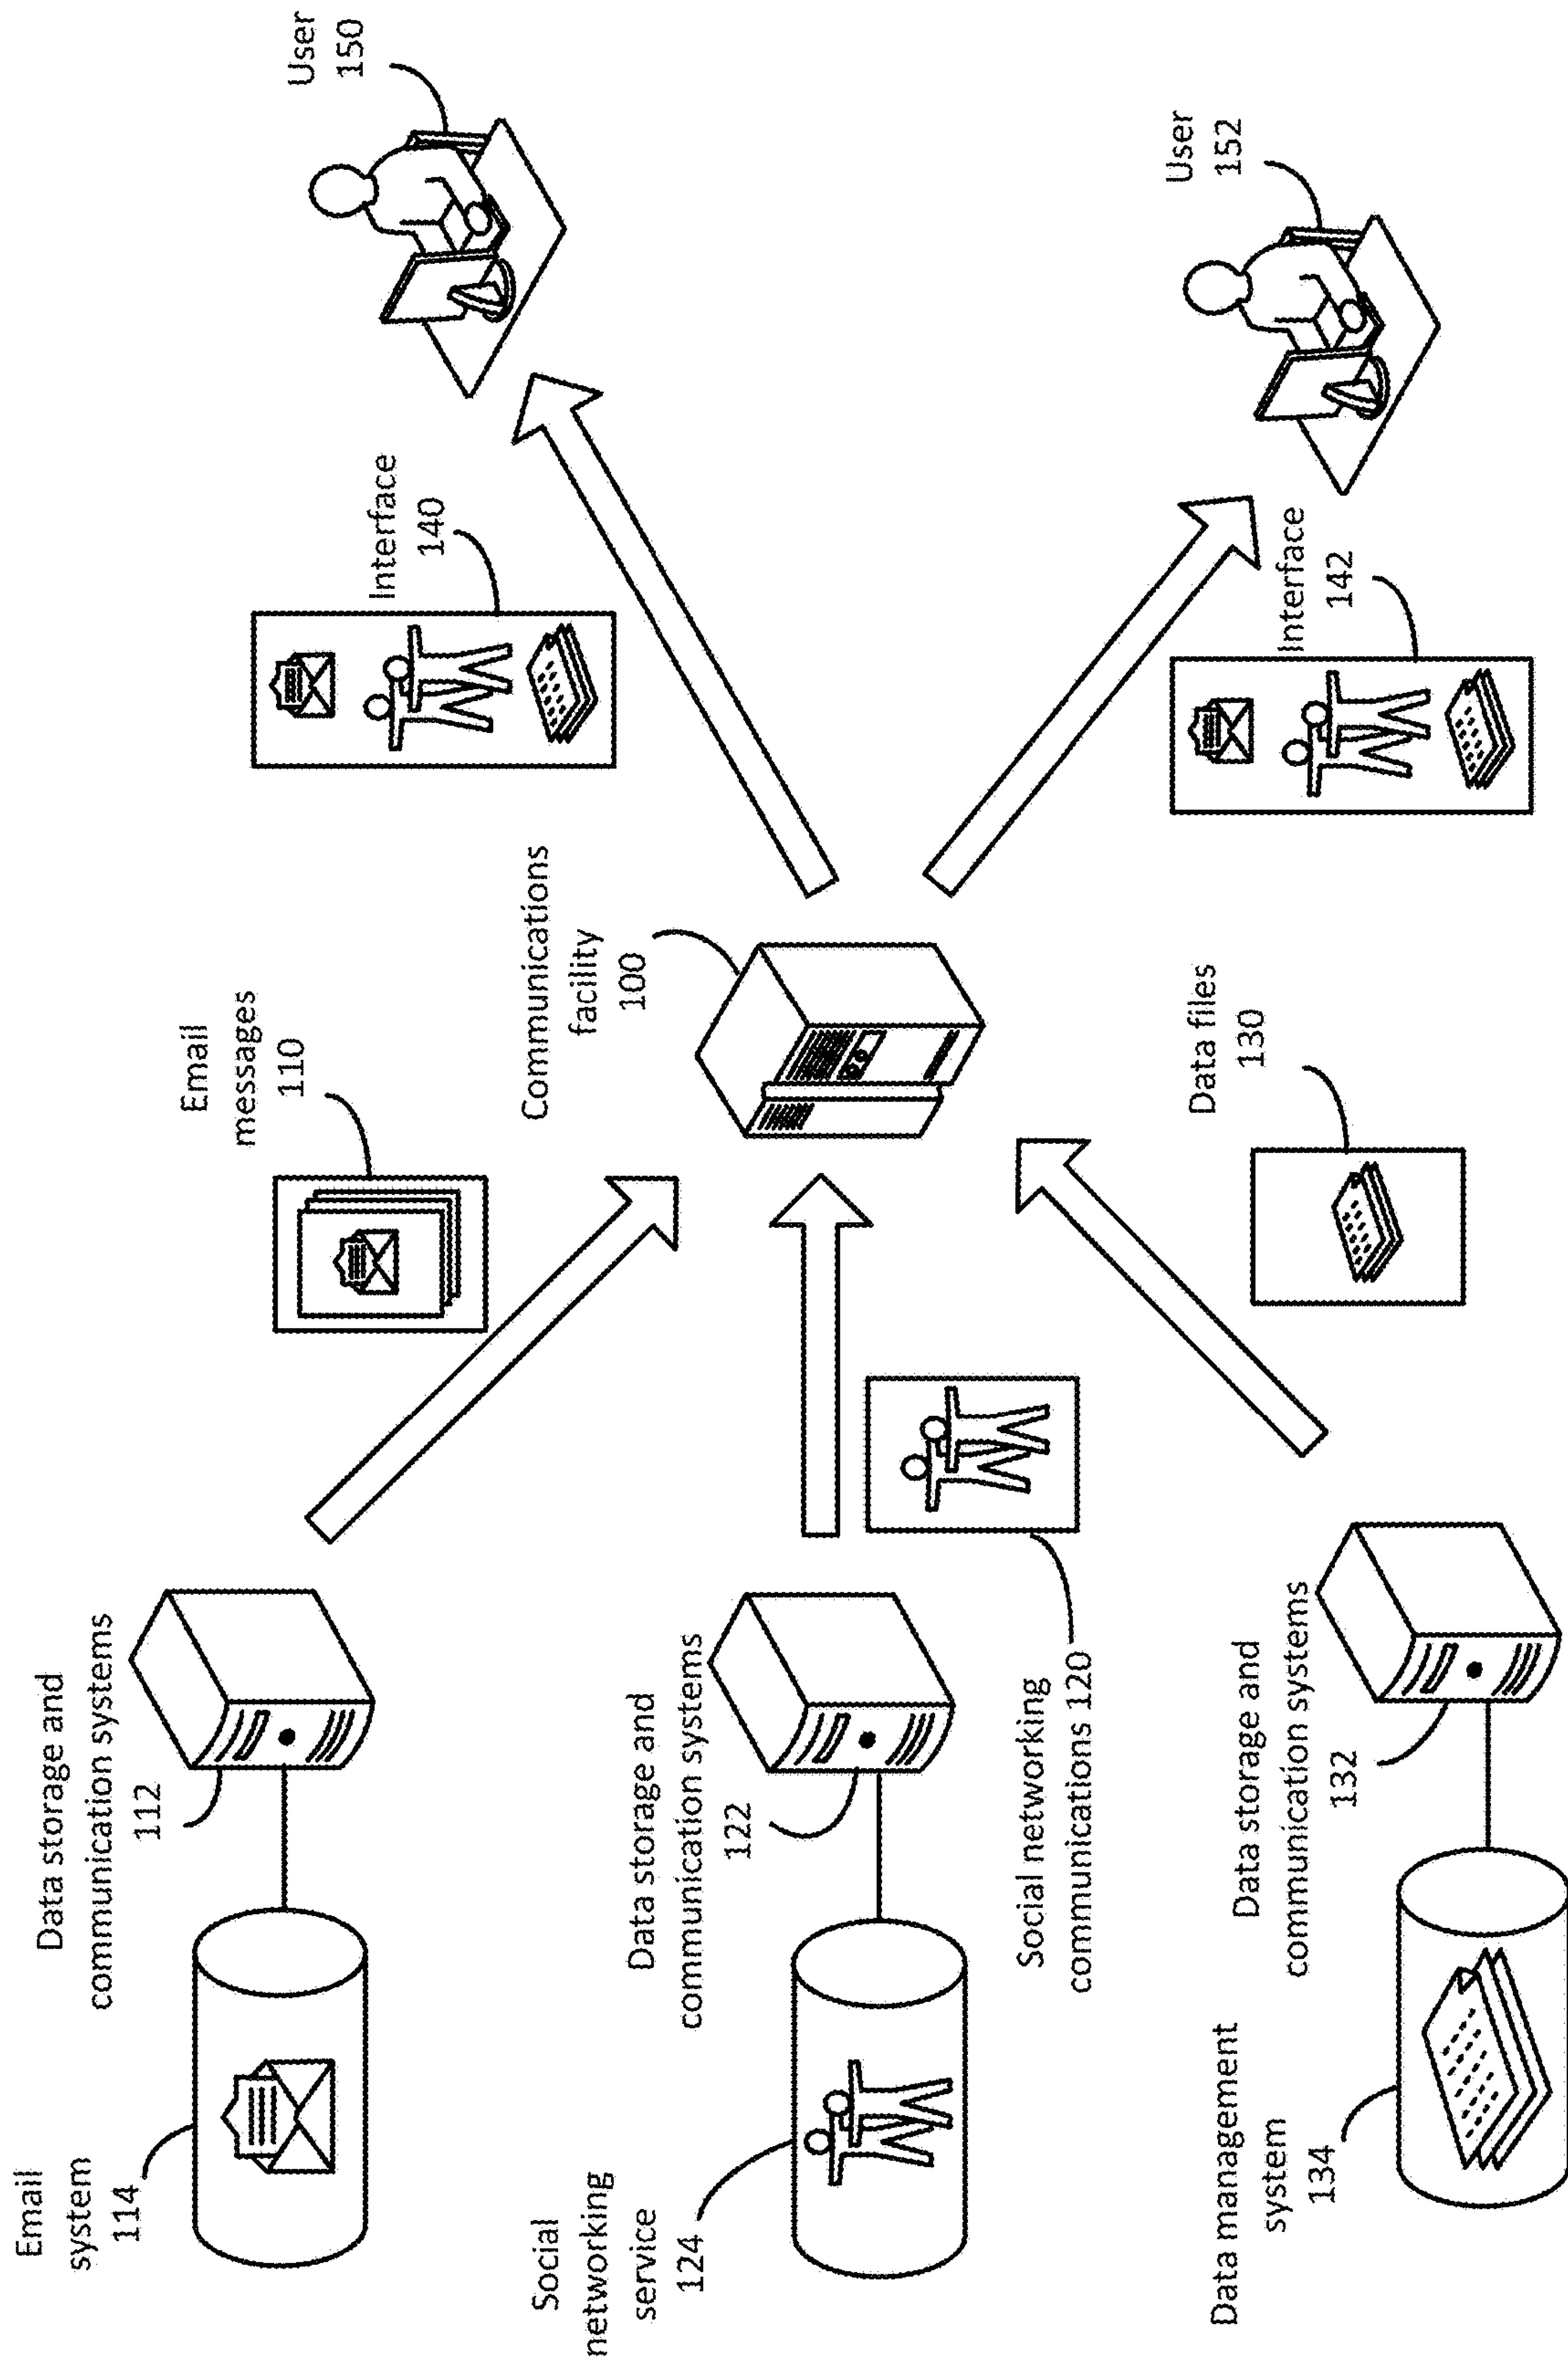 Email
system
114
Data storage and
communication systems
112
Email
messages
110
Interface
140
User
150
Social
networking
service
124
Data storage and
communication systems
122
Social networking
communications 120
Communications
facility
100
Data management
system
134
Data storage and
communication systems
132
Data files
130
Interface
142
User
152